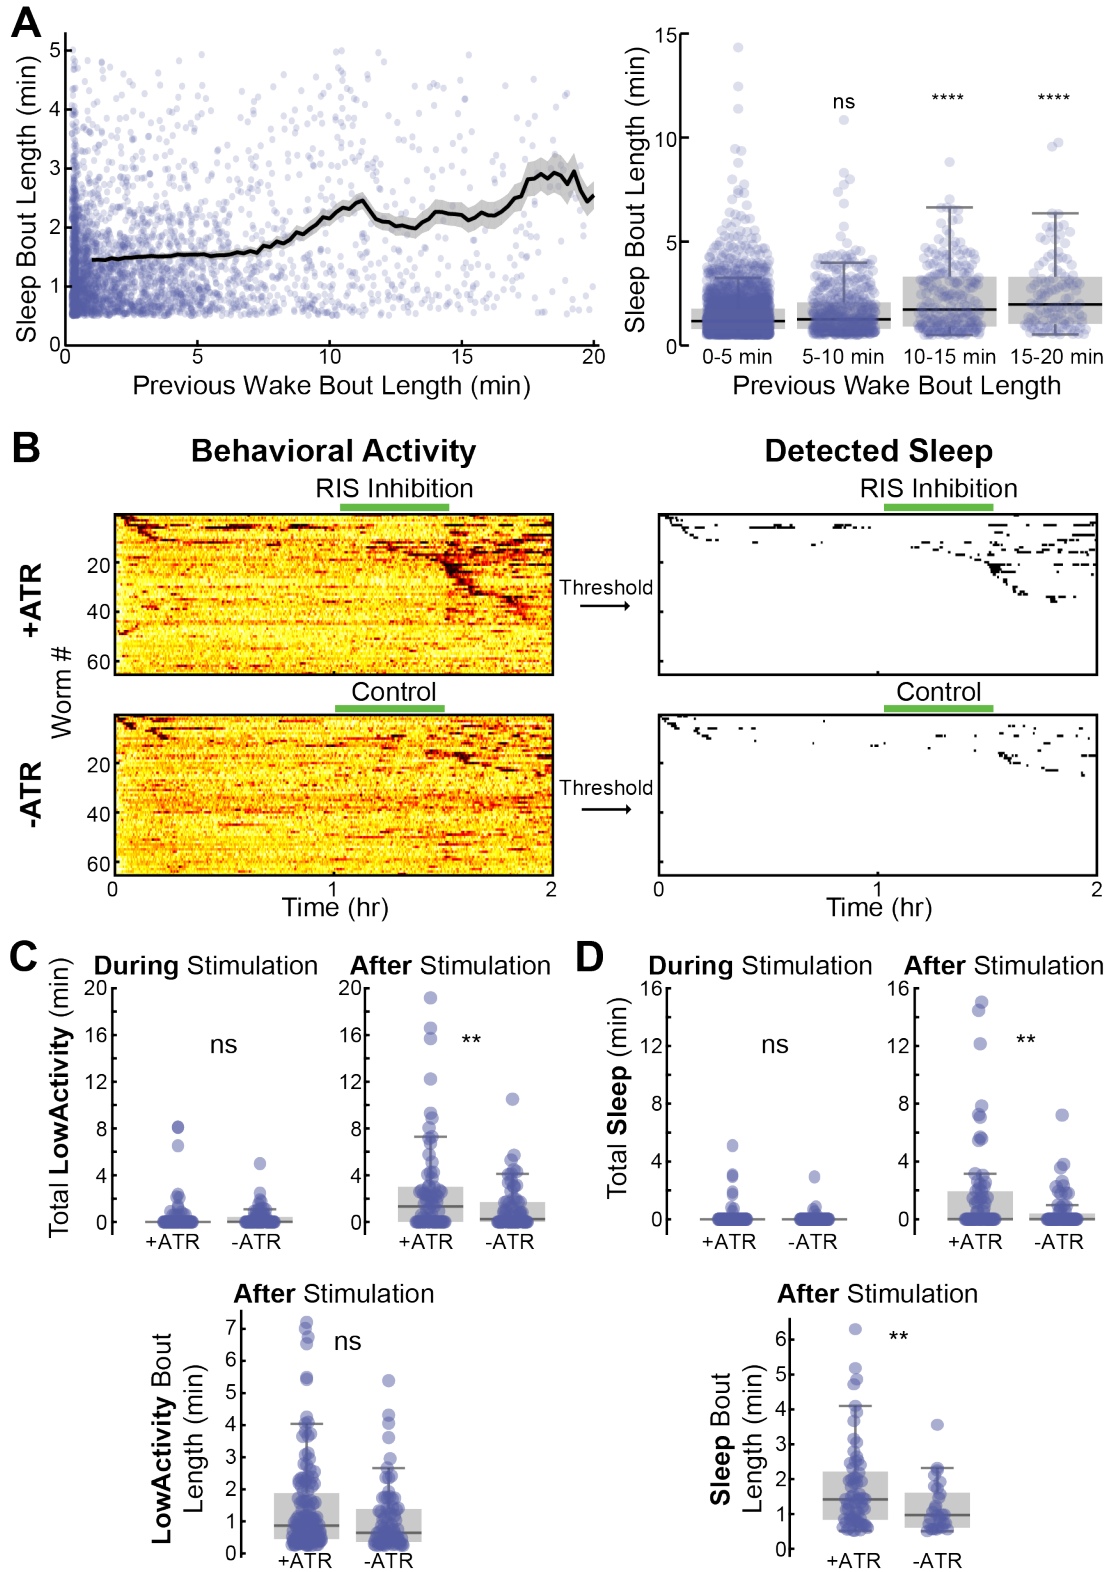 A
Sleep Bout Length (min)
5
4
3
2
1
0
0 5 10 15 20
Previous Wake Bout Length (min)
Sleep Bout Length (min)
15
10
5
0
ns **** ****
0-5 min 5-10 min 10-15 min 15-20 min
Previous Wake Bout Length
B
Behavioral Activity
Detected Sleep
RIS Inhibition
RIS Inhibition
+ATR
20
40
60
Threshold
Worm #
Control
Control
-ATR
20
40
60
Threshold
0 1 2
Time (hr)
0 1 2
Time (hr)
C
During Stimulation
After Stimulation
Total LowActivity (min)
20
16
12
8
4
0
ns
+ATR -ATR
20
16
12
8
4
0
**
+ATR -ATR
After Stimulation
LowActivity Bout
Length (min)
7
6
5
4
3
2
1
0
ns
+ATR -ATR
D
During Stimulation
After Stimulation
Total Sleep (min)
16
12
8
4
0
ns
+ATR -ATR
16
12
8
4
0
**
+ATR -ATR
After Stimulation
Sleep Bout
Length (min)
6
5
4
3
2
1
0
**
+ATR -ATR